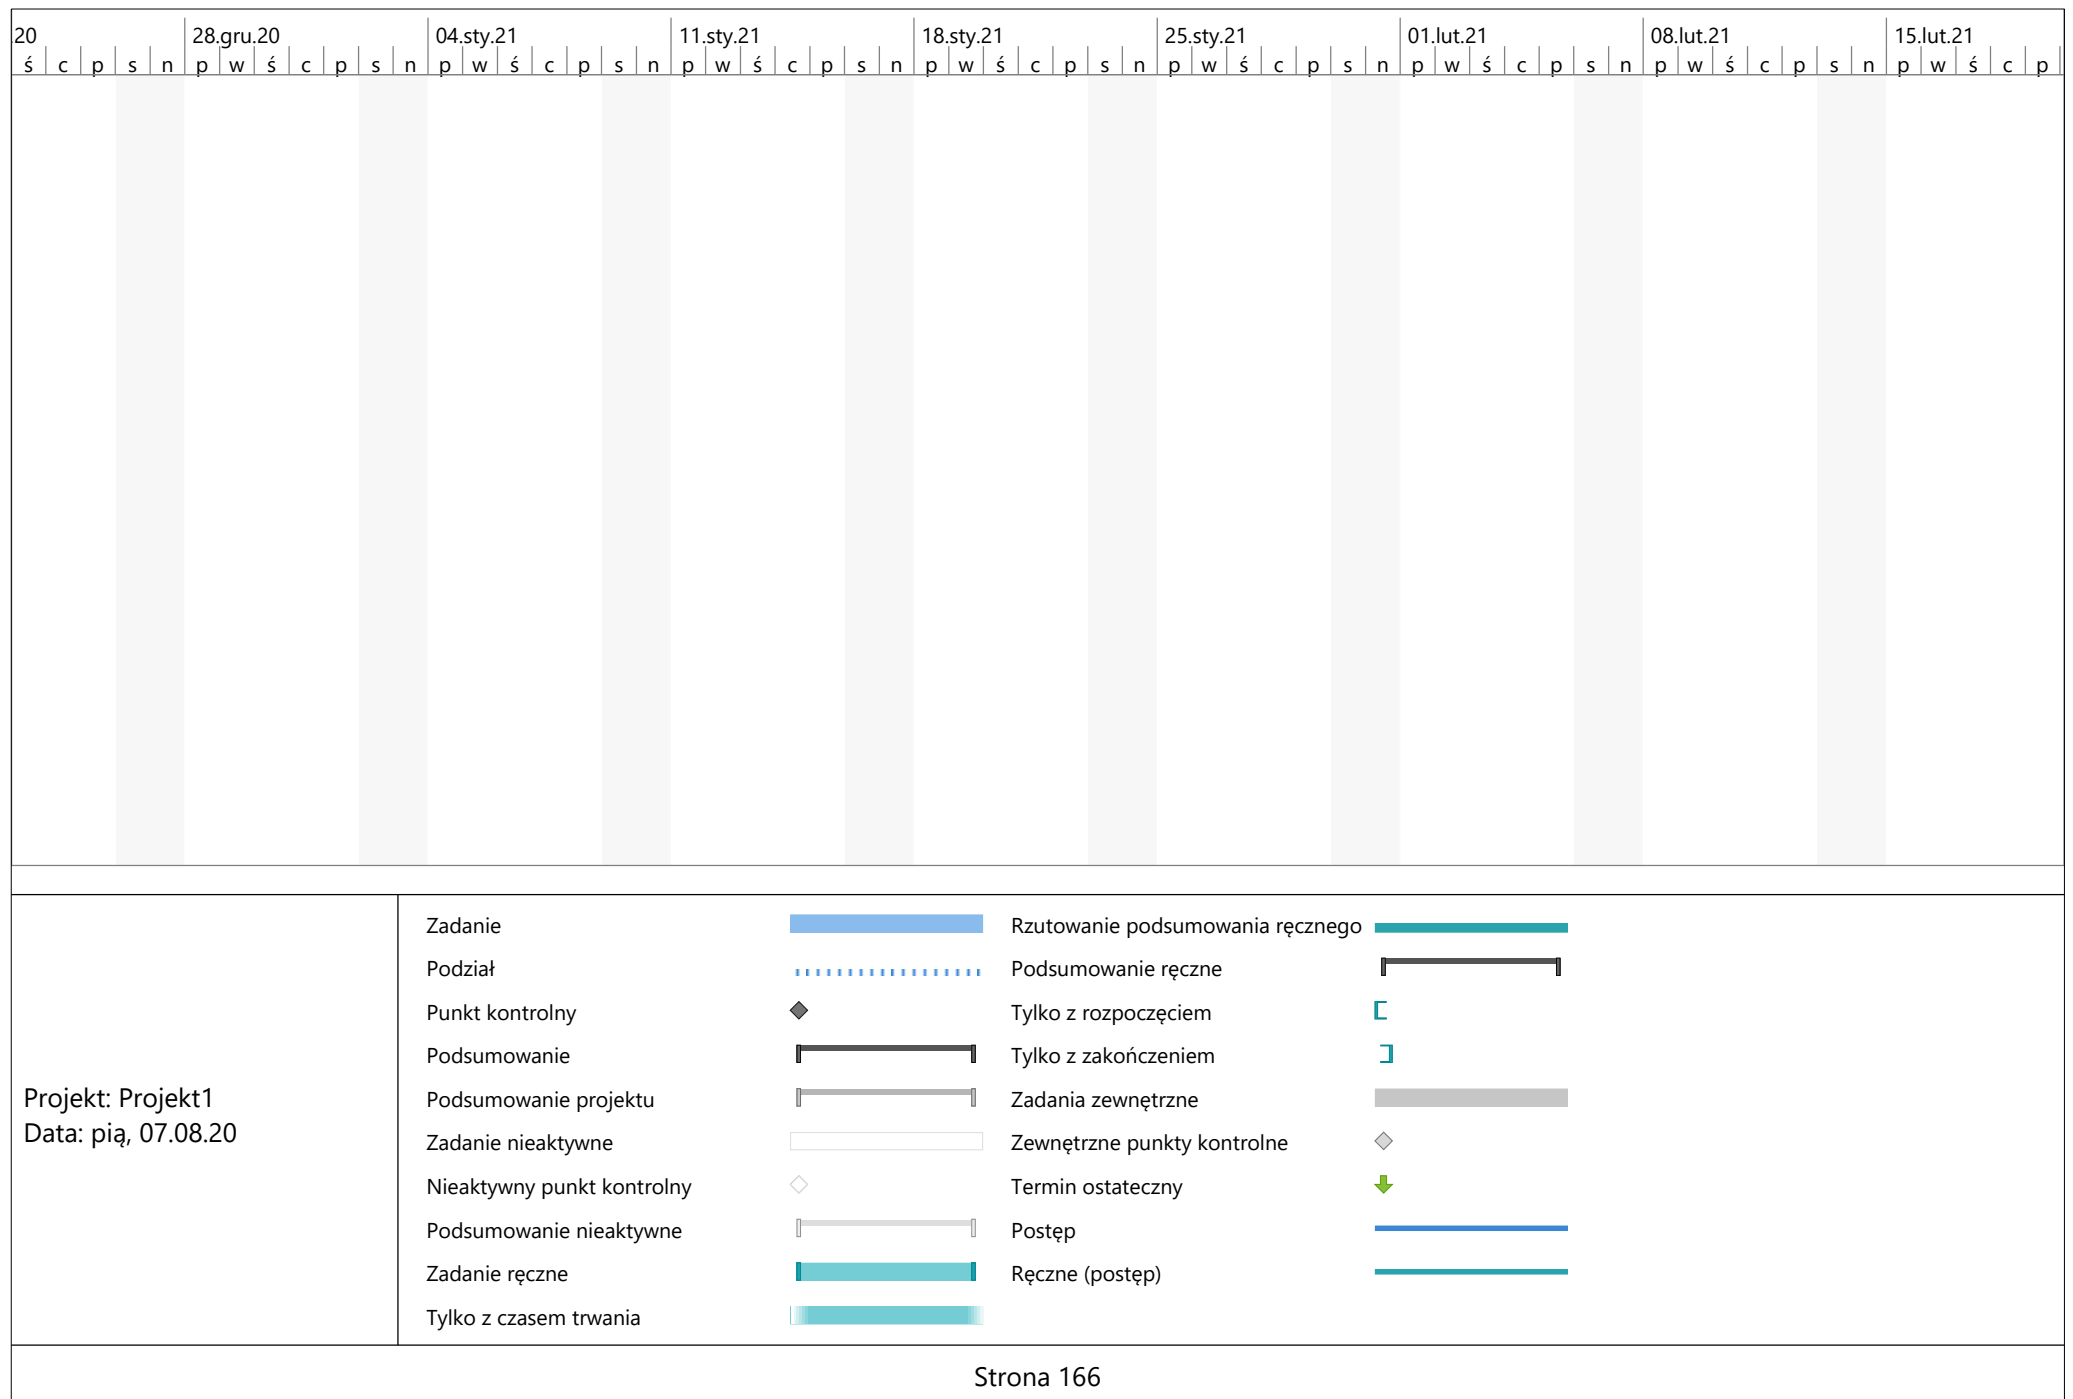 .20 28.gru.20 04.sty.21 11.sty.21 18.sty.21 25.sty.21 01.lut.21 08.lut.21 15.lut.21
ś c p s n p w ś c p s n p w ś c p s n p w ś c p s n p w ś c p s n p w ś c p s n p w ś c p s n p w ś c p s n p w ś c p
Projekt: Projekt1
Data: pią, 07.08.20
Zadanie
Podział
Punkt kontrolny
Podsumowanie
Podsumowanie projektu
Zadanie nieaktywne
Nieaktywny punkt kontrolny
Podsumowanie nieaktywne
Zadanie ręczne
Tylko z czasem trwania
Rzutowanie podsumowania ręcznego
Podsumowanie ręczne
Tylko z rozpoczęciem
Tylko z zakończeniem
Zadania zewnętrzne
Zewnętrzne punkty kontrolne
Termin ostateczny
Postęp
Ręczne (postęp)
Strona 166